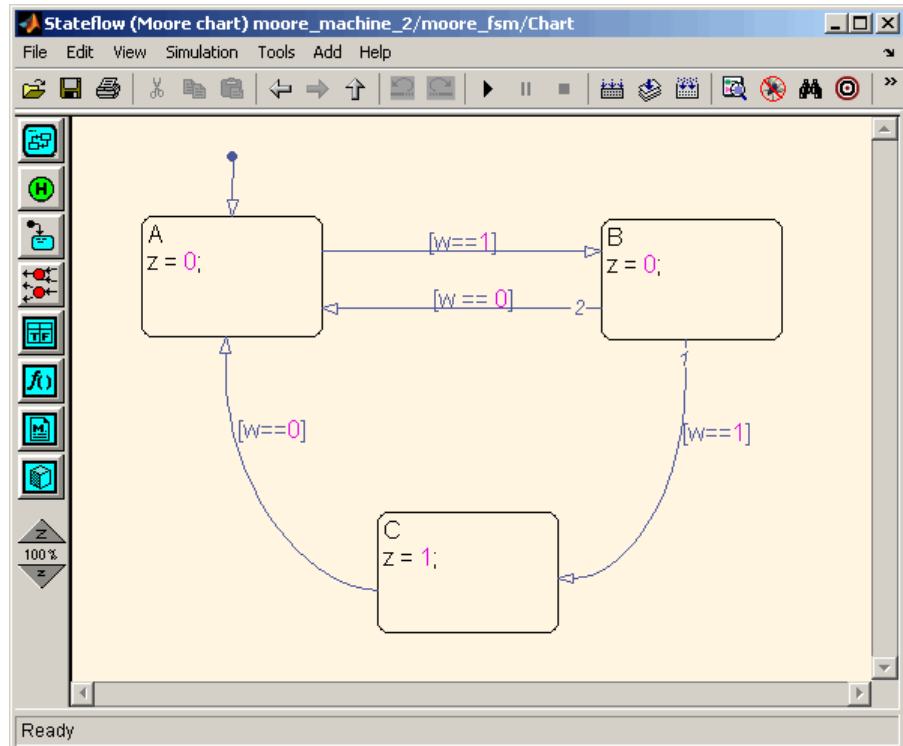 Stateflow (Moore chart) moore_machine_2/moore_fsm/Chart
File Edit View Simulation Tools Add Help
H
TF
f()
M
Z
100%
Z
A
z = 0;
[w==1]
B
z = 0;
[w == 0]
2
1
[w==0]
[w==1]
C
z = 1;
Ready